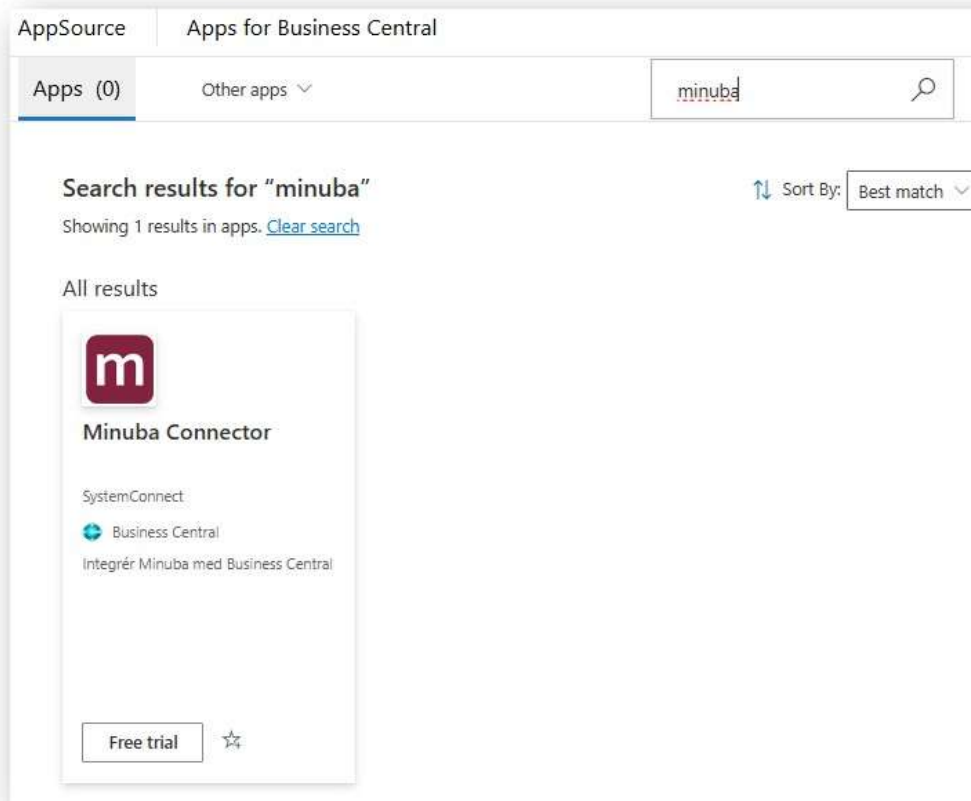 AppSource Apps for Business Central
Apps (0) Other apps minuba
Search results for “minuba”
Sort By: Best match
Showing 1 results in apps. Clear search
All results
m
Minuba Connector
SystemConnect
Business Central
Integrér Minuba med Business Central
Free trial